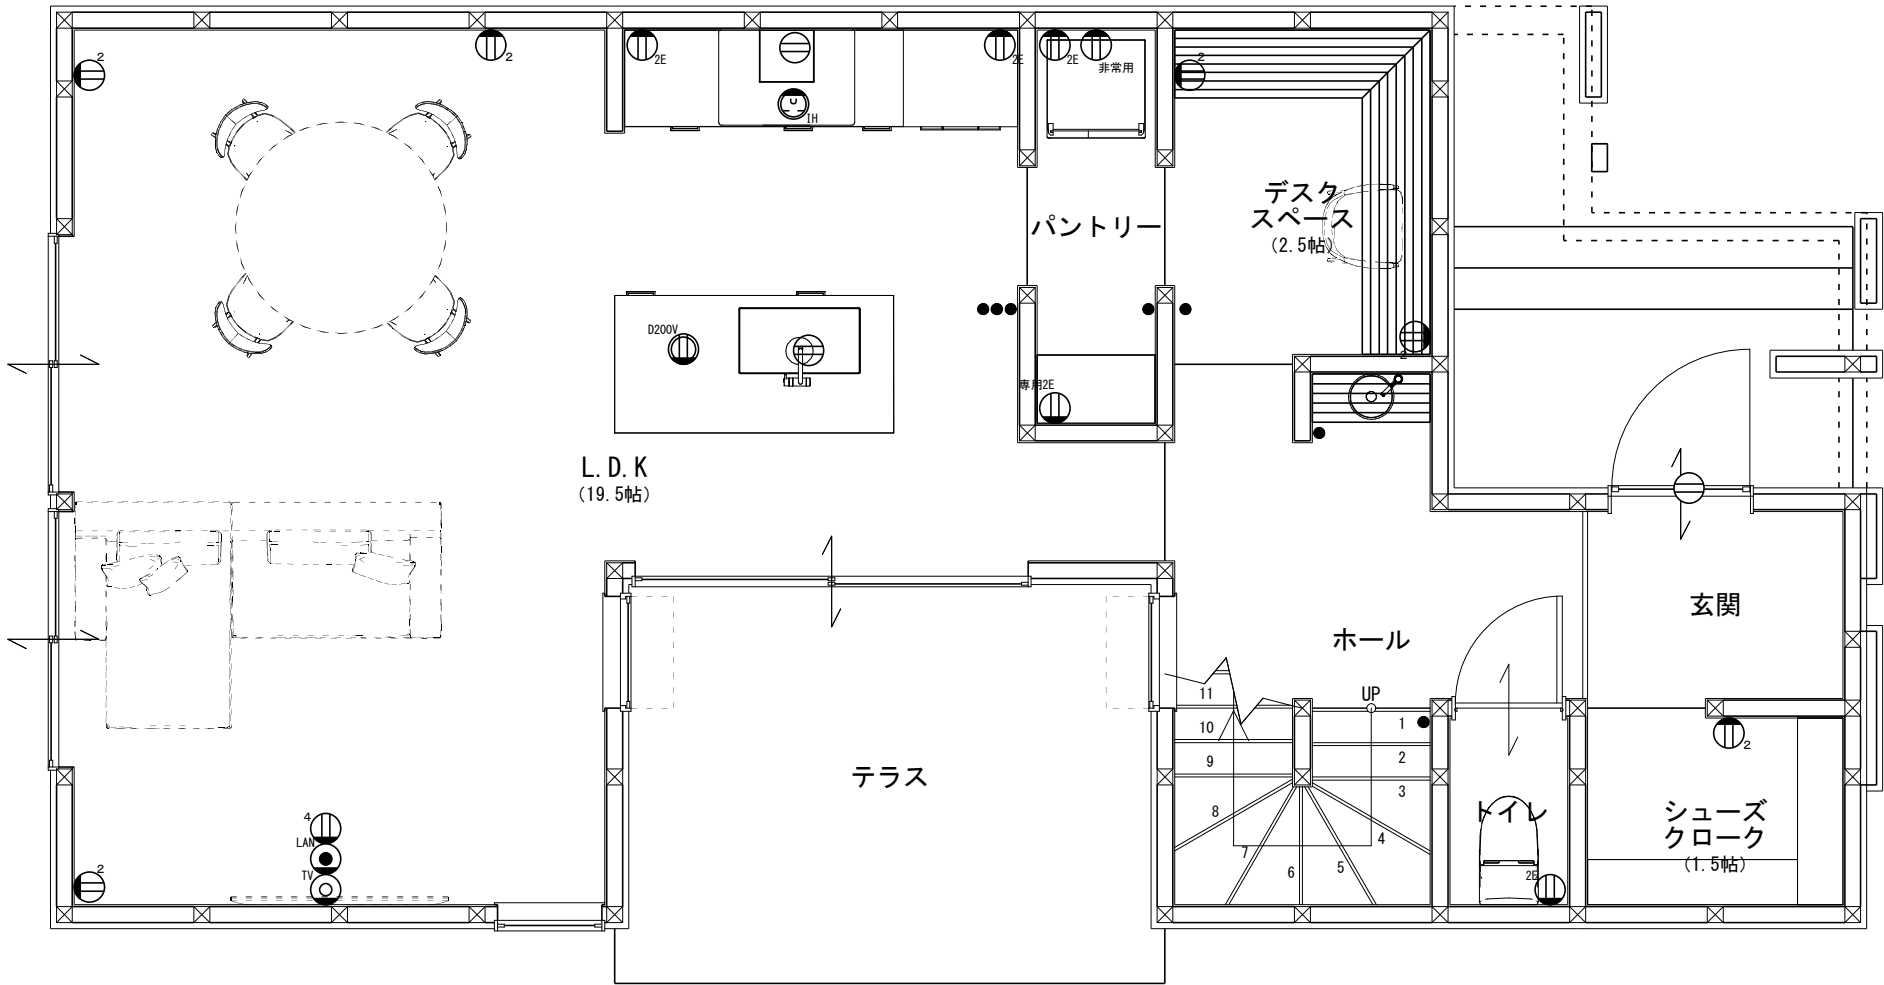 2
2
2E
2E
2E
非常用
2
IH
デスク
スペース
(2.5帖)
パントリー
D200V
2
専用2E
L.D.K
(19.5帖)
玄関
ホール
UP
11
10
9
8
7
6
5
4
3
2
1
テラス
2
トイレ
シューズ
クローク
(1.5帖)
2E
4
LAN
TV
2